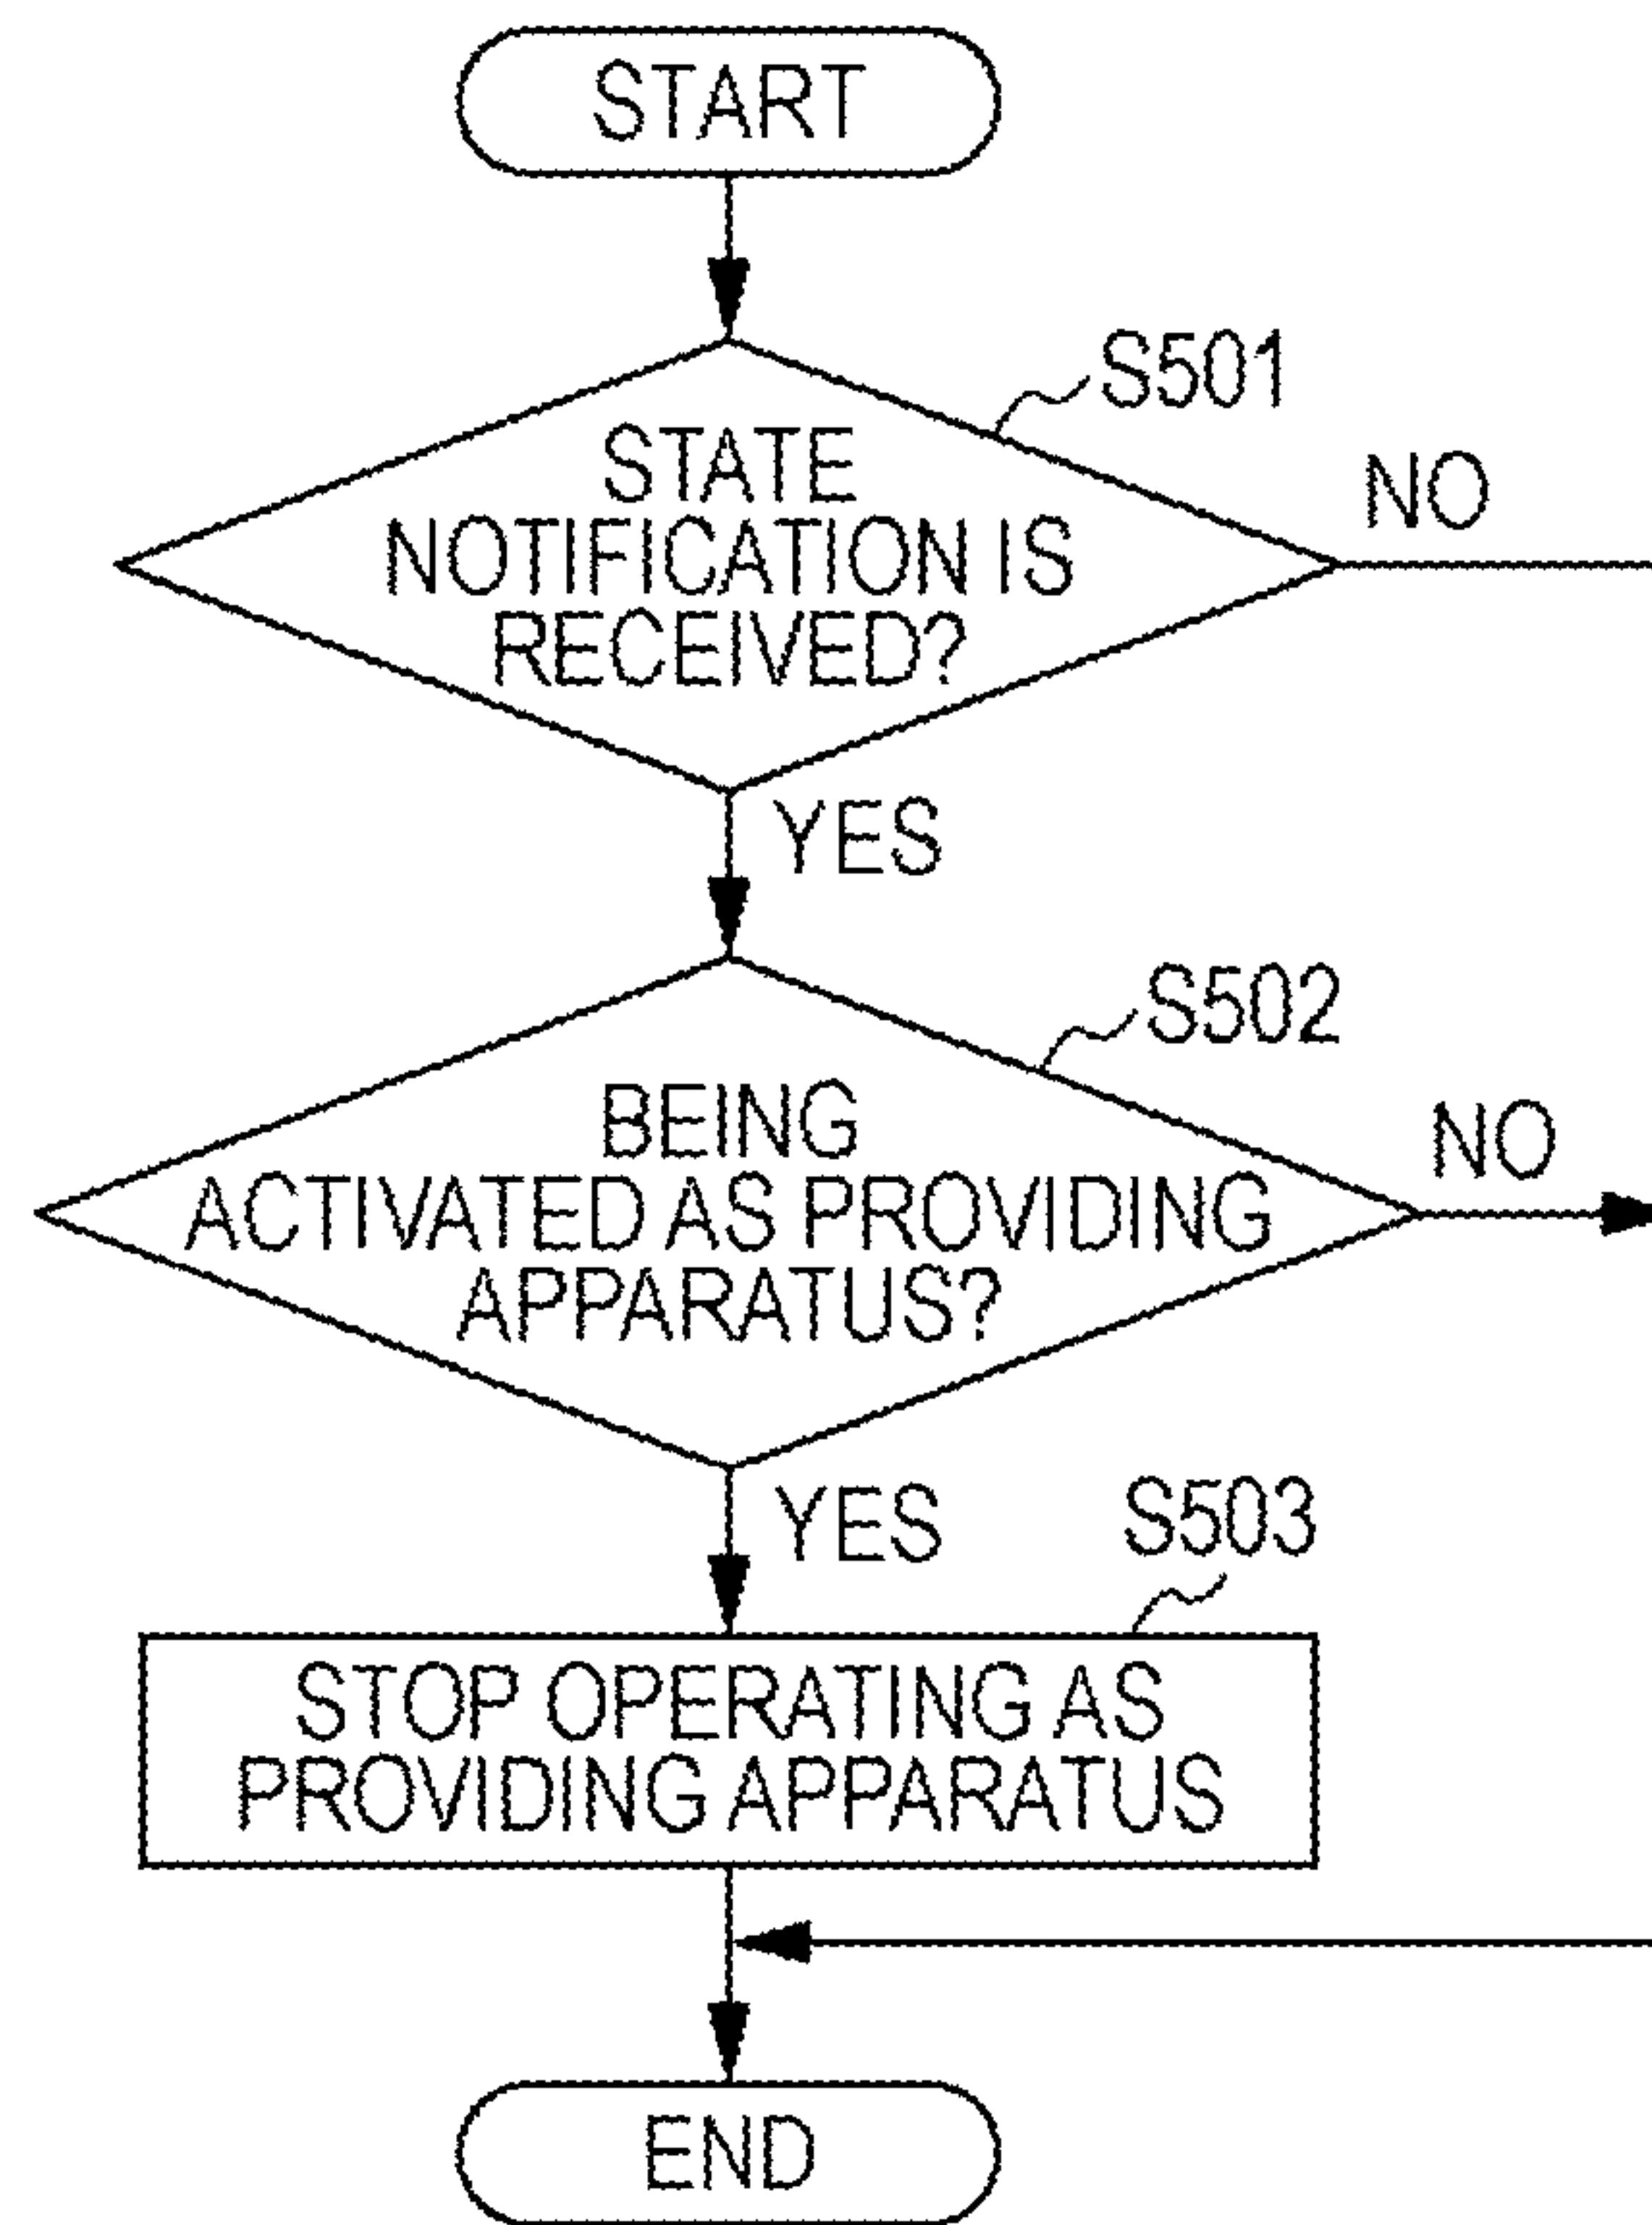 START
S501
STATE
NOTIFICATION IS
RECEIVED?
NO
YES
S502
BEING
ACTIVATED AS PROVIDING
APPARATUS?
NO
YES
S503
STOP OPERATING AS
PROVIDING APPARATUS
END